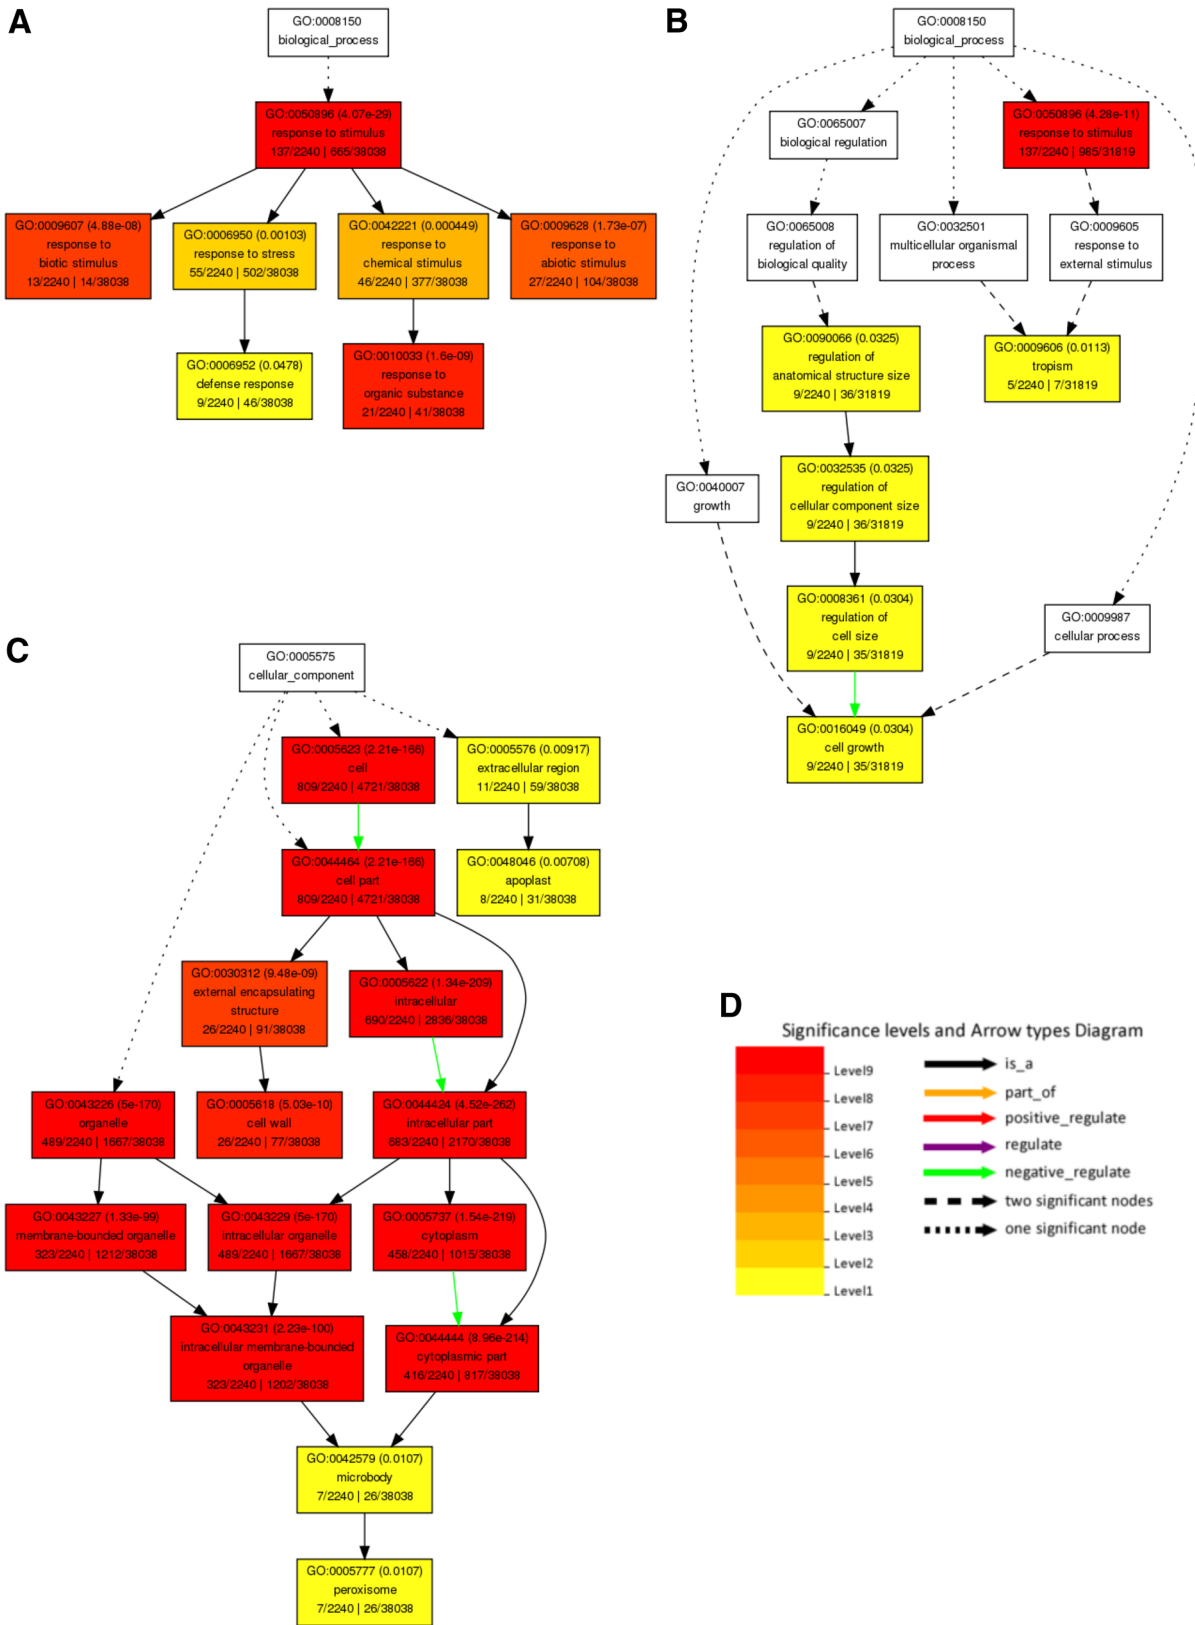 A
GO:0008150
biological_process
GO:0050896 (4.07e-29)
response to stimulus
137/2240 | 665/38038
GO:0009607 (4.88e-08)
response to
biotic stimulus
13/2240 | 14/38038
GO:0006950 (0.00103)
response to stress
55/2240 | 502/38038
GO:0042221 (0.000449)
response to
chemical stimulus
46/2240 | 377/38038
GO:0009628 (1.73e-07)
response to
abiotic stimulus
27/2240 | 104/38038
GO:0006952 (0.0478)
defense response
9/2240 | 46/38038
GO:0010033 (1.6e-09)
response to
organic substance
21/2240 | 41/38038
B
GO:0008150
biological_process
GO:0065007
biological regulation
GO:0050896 (4.28e-11)
response to stimulus
137/2240 | 985/31819
GO:0065008
regulation of
biological quality
GO:0032501
multicellular organismal
process
GO:0009605
response to
external stimulus
GO:0090066 (0.0325)
regulation of
anatomical structure size
9/2240 | 36/31819
GO:0009606 (0.0113)
tropism
5/2240 | 7/31819
GO:0040007
growth
GO:0032535 (0.0325)
regulation of
cellular component size
9/2240 | 36/31819
GO:0008361 (0.0304)
regulation of
cell size
9/2240 | 35/31819
GO:0009987
cellular process
GO:0016049 (0.0304)
cell growth
9/2240 | 35/31819
C
GO:0005575
cellular_component
GO:0005623 (2.21e-166)
cell
809/2240 | 4721/38038
GO:0005576 (0.00917)
extracellular region
11/2240 | 59/38038
GO:0044464 (2.21e-166)
cell part
809/2240 | 4721/38038
GO:0048046 (0.00708)
apoplast
8/2240 | 31/38038
GO:0030312 (9.48e-09)
external encapsulating
structure
26/2240 | 91/38038
GO:0005622 (1.34e-209)
intracellular
690/2240 | 2836/38038
GO:0043226 (5e-170)
organelle
489/2240 | 1667/38038
GO:0005618 (5.03e-10)
cell wall
26/2240 | 77/38038
GO:0044424 (4.52e-262)
intracellular part
683/2240 | 2170/38038
GO:0043227 (1.33e-99)
membrane-bounded organelle
323/2240 | 1212/38038
GO:0043229 (5e-170)
intracellular organelle
489/2240 | 1667/38038
GO:0005737 (1.54e-219)
cytoplasm
458/2240 | 1015/38038
GO:0043231 (2.23e-100)
intracellular membrane-bounded
organelle
323/2240 | 1202/38038
GO:0044444 (8.96e-214)
cytoplasmic part
416/2240 | 817/38038
GO:0042579 (0.0107)
microbody
7/2240 | 26/38038
GO:0005777 (0.0107)
peroxisome
7/2240 | 26/38038
D
Significance levels and Arrow types Diagram
Level9
Level8
Level7
Level6
Level5
Level4
Level3
Level2
Level1
is_a
part_of
positive_regulate
regulate
negative_regulate
two significant nodes
one significant node